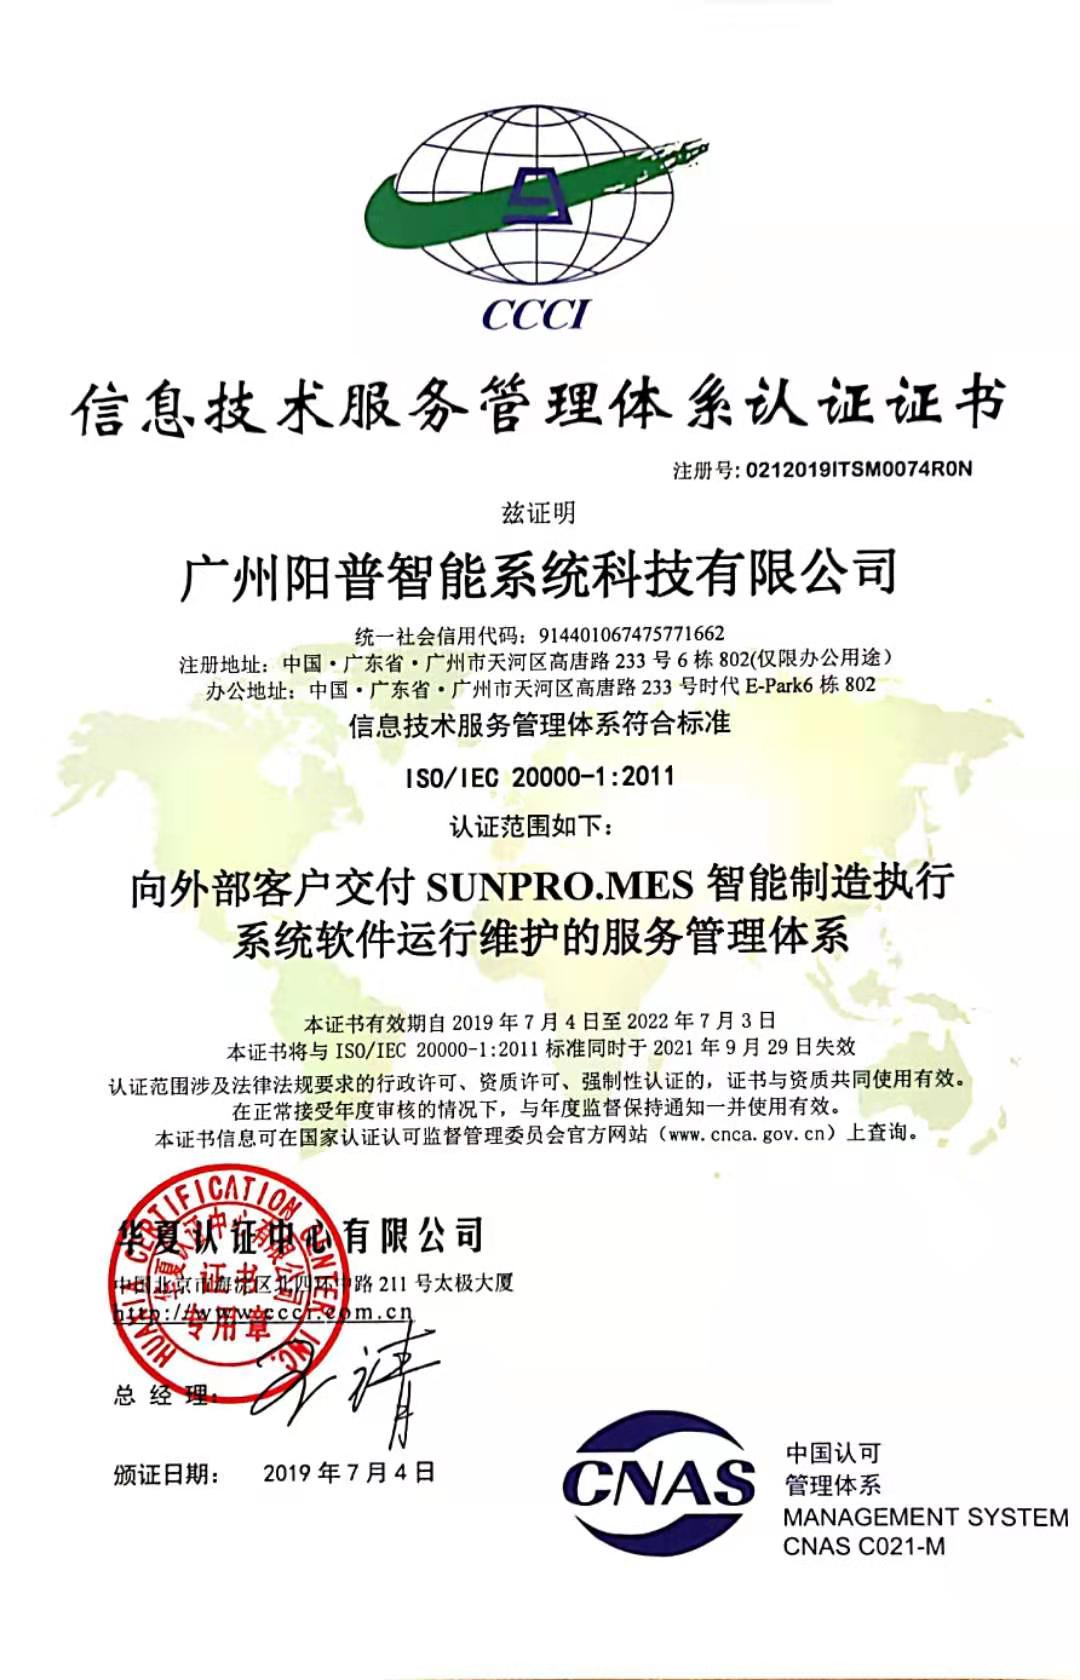 CCCI
信息技术服务管理体系认证证书
注册号: 0212019ITSM0074R0N
兹证明
广州阳普智能系统科技有限公司
统一社会信用代码：914401067475771662
注册地址：中国·广东省·广州市天河区高唐路 233 号 6 栋 802(仅限办公用途）
办公地址：中国·广东省·广州市天河区高唐路 233 号时代 E-Park6 栋 802
信息技术服务管理体系符合标准
ISO/IEC 20000-1:2011
认证范围如下：
向外部客户交付 SUNPRO.MES 智能制造执行
系统软件运行维护的服务管理体系
本证书有效期自 2019 年 7 月 4 日至 2022 年 7 月 3 日
本证书将与 ISO/IEC 20000-1:2011 标准同时于 2021 年 9 月 29 日失效
认证范围涉及法律法规要求的行政许可、资质许可、强制性认证的，证书与资质共同使用有效。
在正常接受年度审核的情况下，与年度监督保持通知一并使用有效。
本证书信息可在国家认证认可监督管理委员会官方网站（www.cnca.gov.cn）上查询。
HUAXIA CERTIFICATION CENTER INC.
华夏认证中心有限公司
证书
专用章
华夏认证中心有限公司
中国北京市海淀区北四环中路 211 号太极大厦
http://www.ccci.com.cn
总 经 理：
颁证日期： 2019 年 7 月 4 日
CNAS
中国认可
管理体系
MANAGEMENT SYSTEM
CNAS C021-M